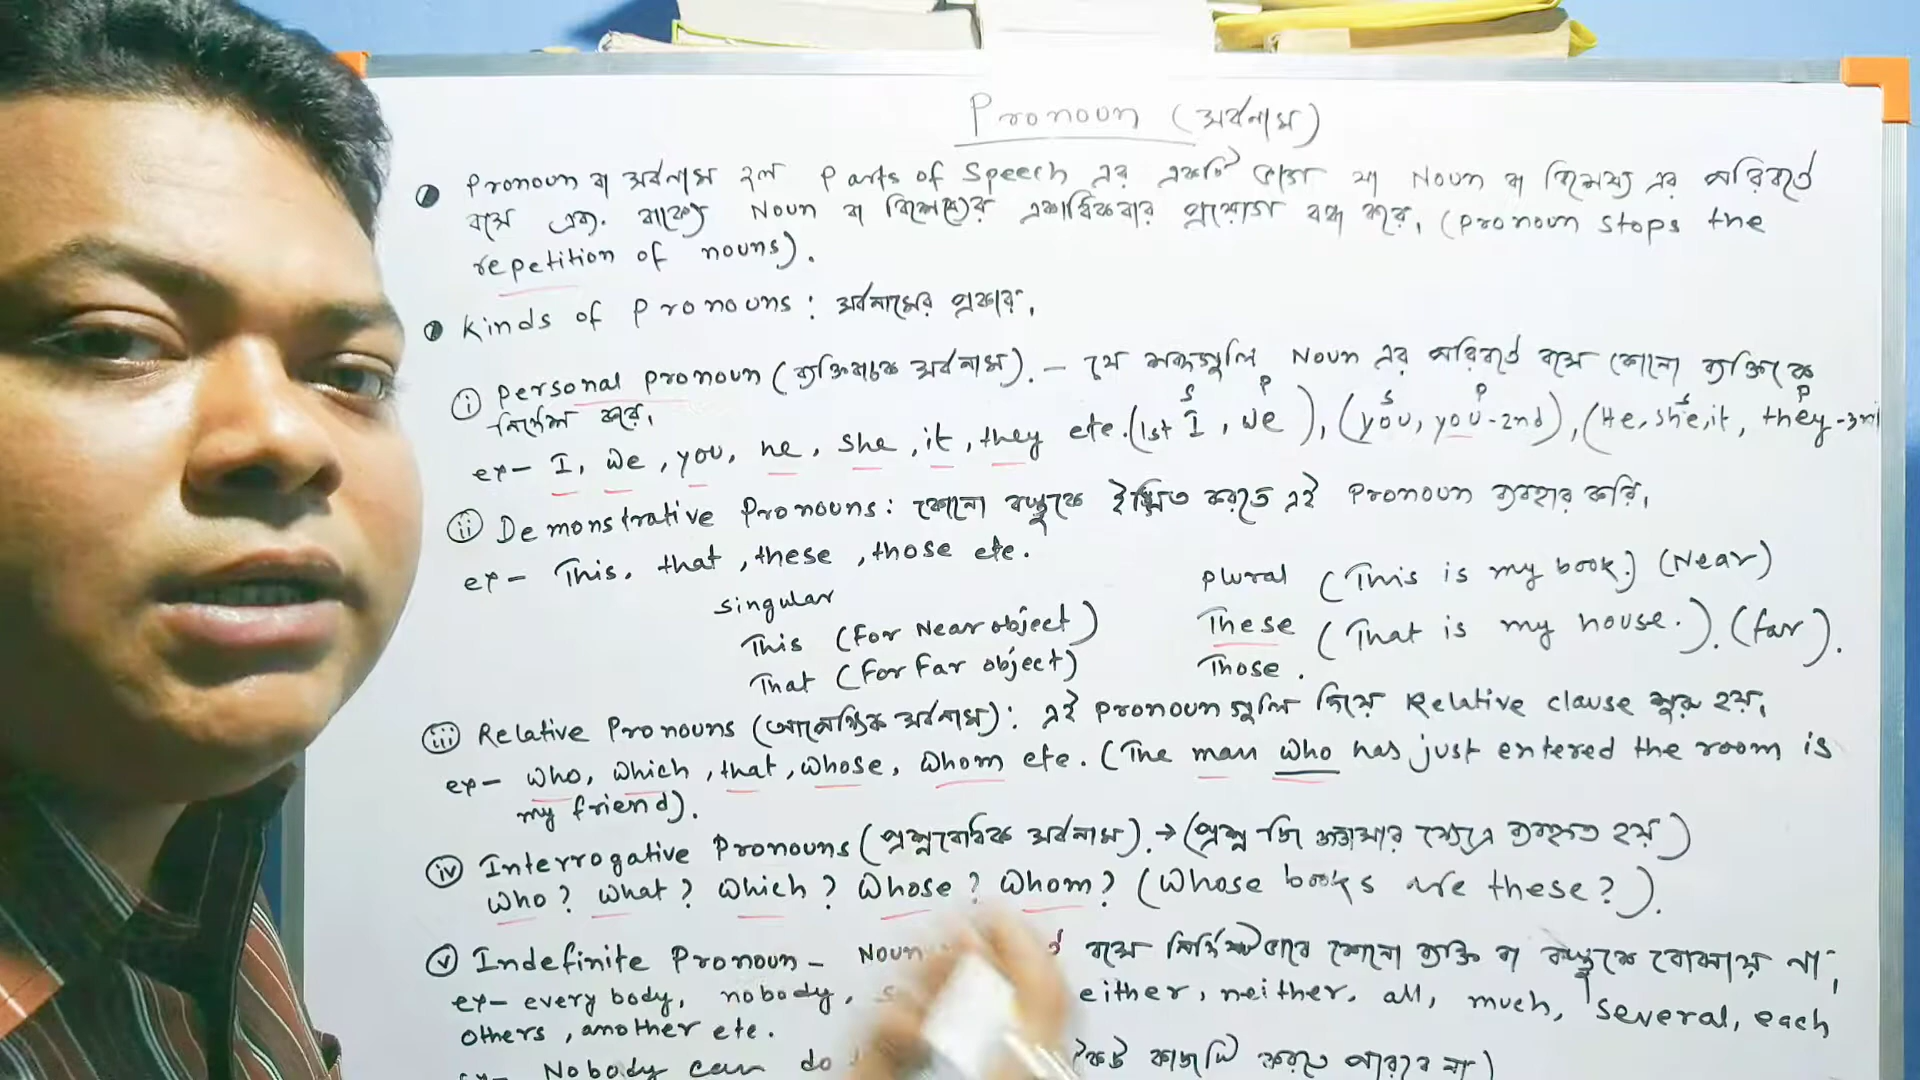 Pronoun (সর্বনাম)
Pronoun বা সর্বনাম হল Parts of Speech এর একটি ভাগ যা Noun বা বিশেষ্য এর পরিবর্তে
বসে এবং বাক্যে Noun বা বিশেষ্যের একাধিকবার প্রয়োগ বন্ধ করে। (Pronoun stops the
repetition of nouns).
Kinds of Pronouns: সর্বনামের প্রকার।
(i) Personal pronoun (ব্যক্তিবাচক সর্বনাম). – যে শব্দগুলি Noun এর পরিবর্তে বসে কোনো ব্যক্তিকে
নির্দেশ করে।
S P S P S P
ex- I, We, you, he, she, it, they etc. (1st I, We), (you, you-2nd), (He, she, it, they-3rd
(ii) Demonstrative Pronouns: কোনো বস্তুকে ইঙ্গিত করতে এই Pronoun ব্যবহার করি।
ex- This, that, these, those etc.
singular plural (This is my book.) (Near)
This (For Near object) These (That is my house.). (far).
That (For Far object) Those.
(iii) Relative Pronouns (আপেক্ষিক সর্বনাম): এই pronoun গুলি দিয়ে Relative clause শুরু হয়।
ex- Who, Which, that, Whose, Whom etc. (The man who has just entered the room is
my friend).
(iv) Interrogative Pronouns (প্রশ্নবোধক সর্বনাম). → (প্রশ্ন জিজ্ঞাসার ক্ষেত্রে ব্যবহৃত হয়)
Who? What? Which? Whose? Whom? (Whose books are these?).
(v) Indefinite Pronoun – Noun বসে নির্দিষ্টভাবে কোনো ব্যক্তি বা বস্তুকে বোঝায় না।
ex- every body, nobody, either, neither, all, much, several, each
others, another etc.
ex- Nobody can do কাজটি করতে পারবে না)